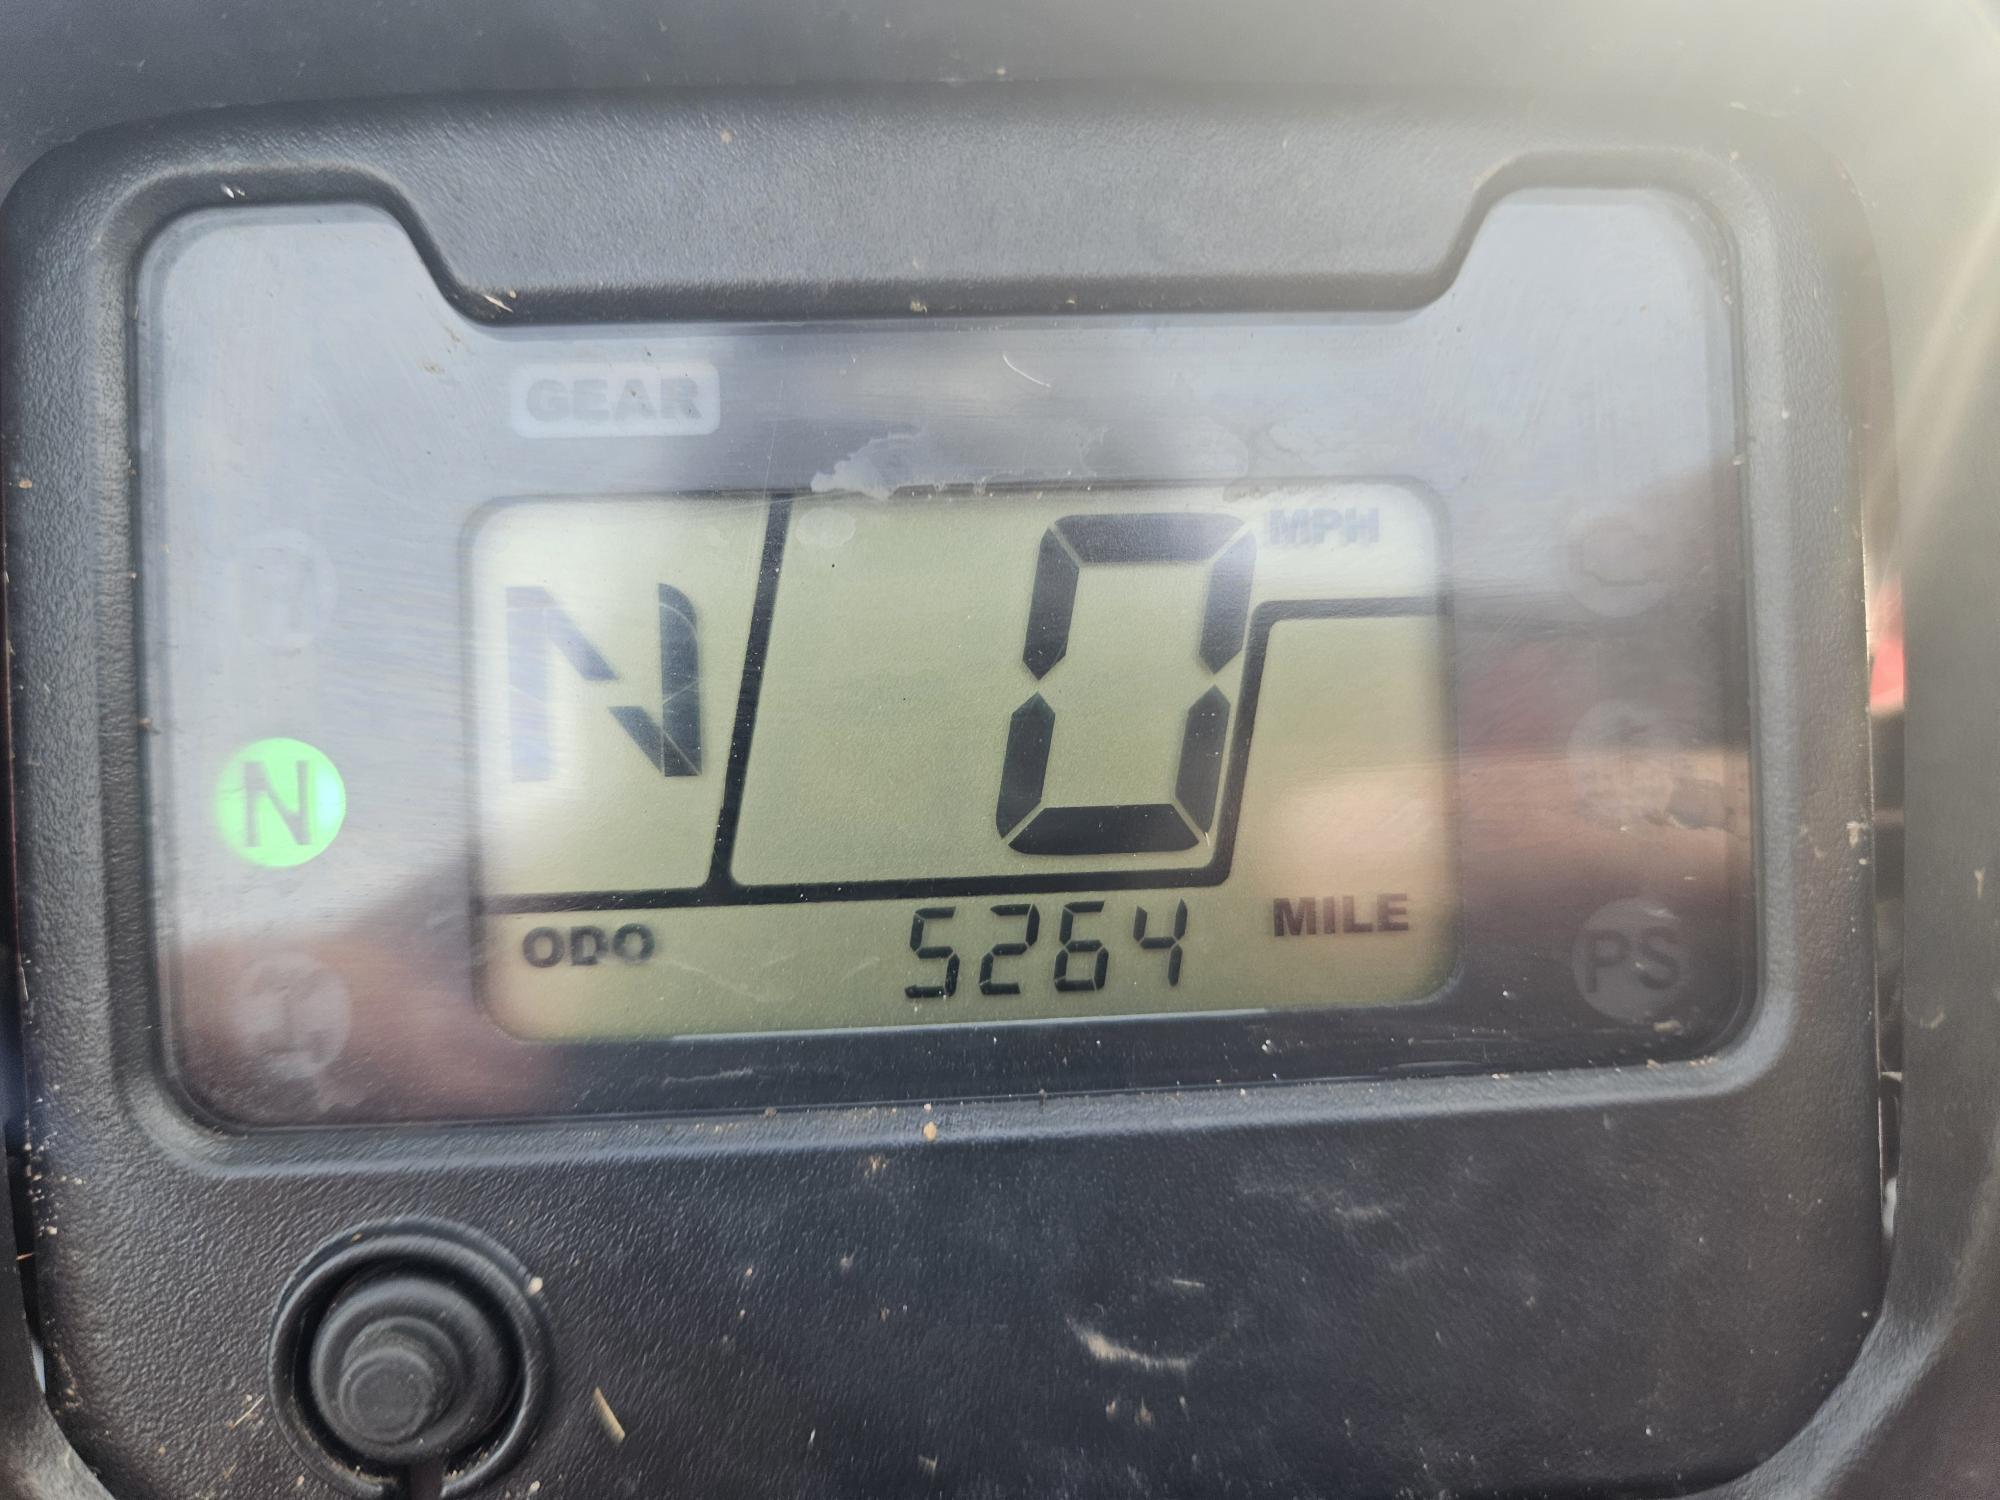 GEAR
MPH
N 0
N
ODO 5264 MILE
PS